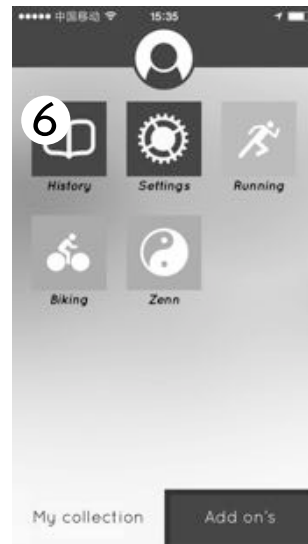 中国移动 15:35
6
History Settings Running
Biking Zenn
My collection Add on's